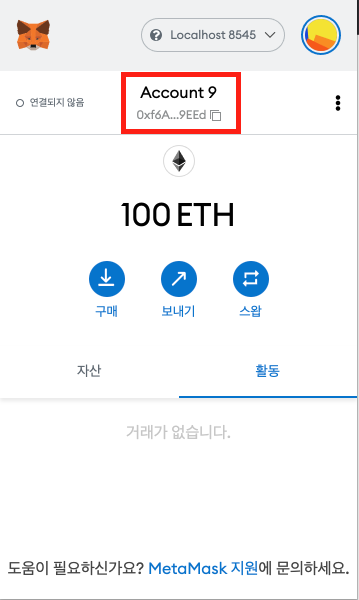 Localhost 8545
연결되지 않음
Account 9
0xf6A...9EEd
100 ETH
구매
보내기
스왑
자산
활동
거래가 없습니다.
도움이 필요하신가요? MetaMask 지원에 문의하세요.